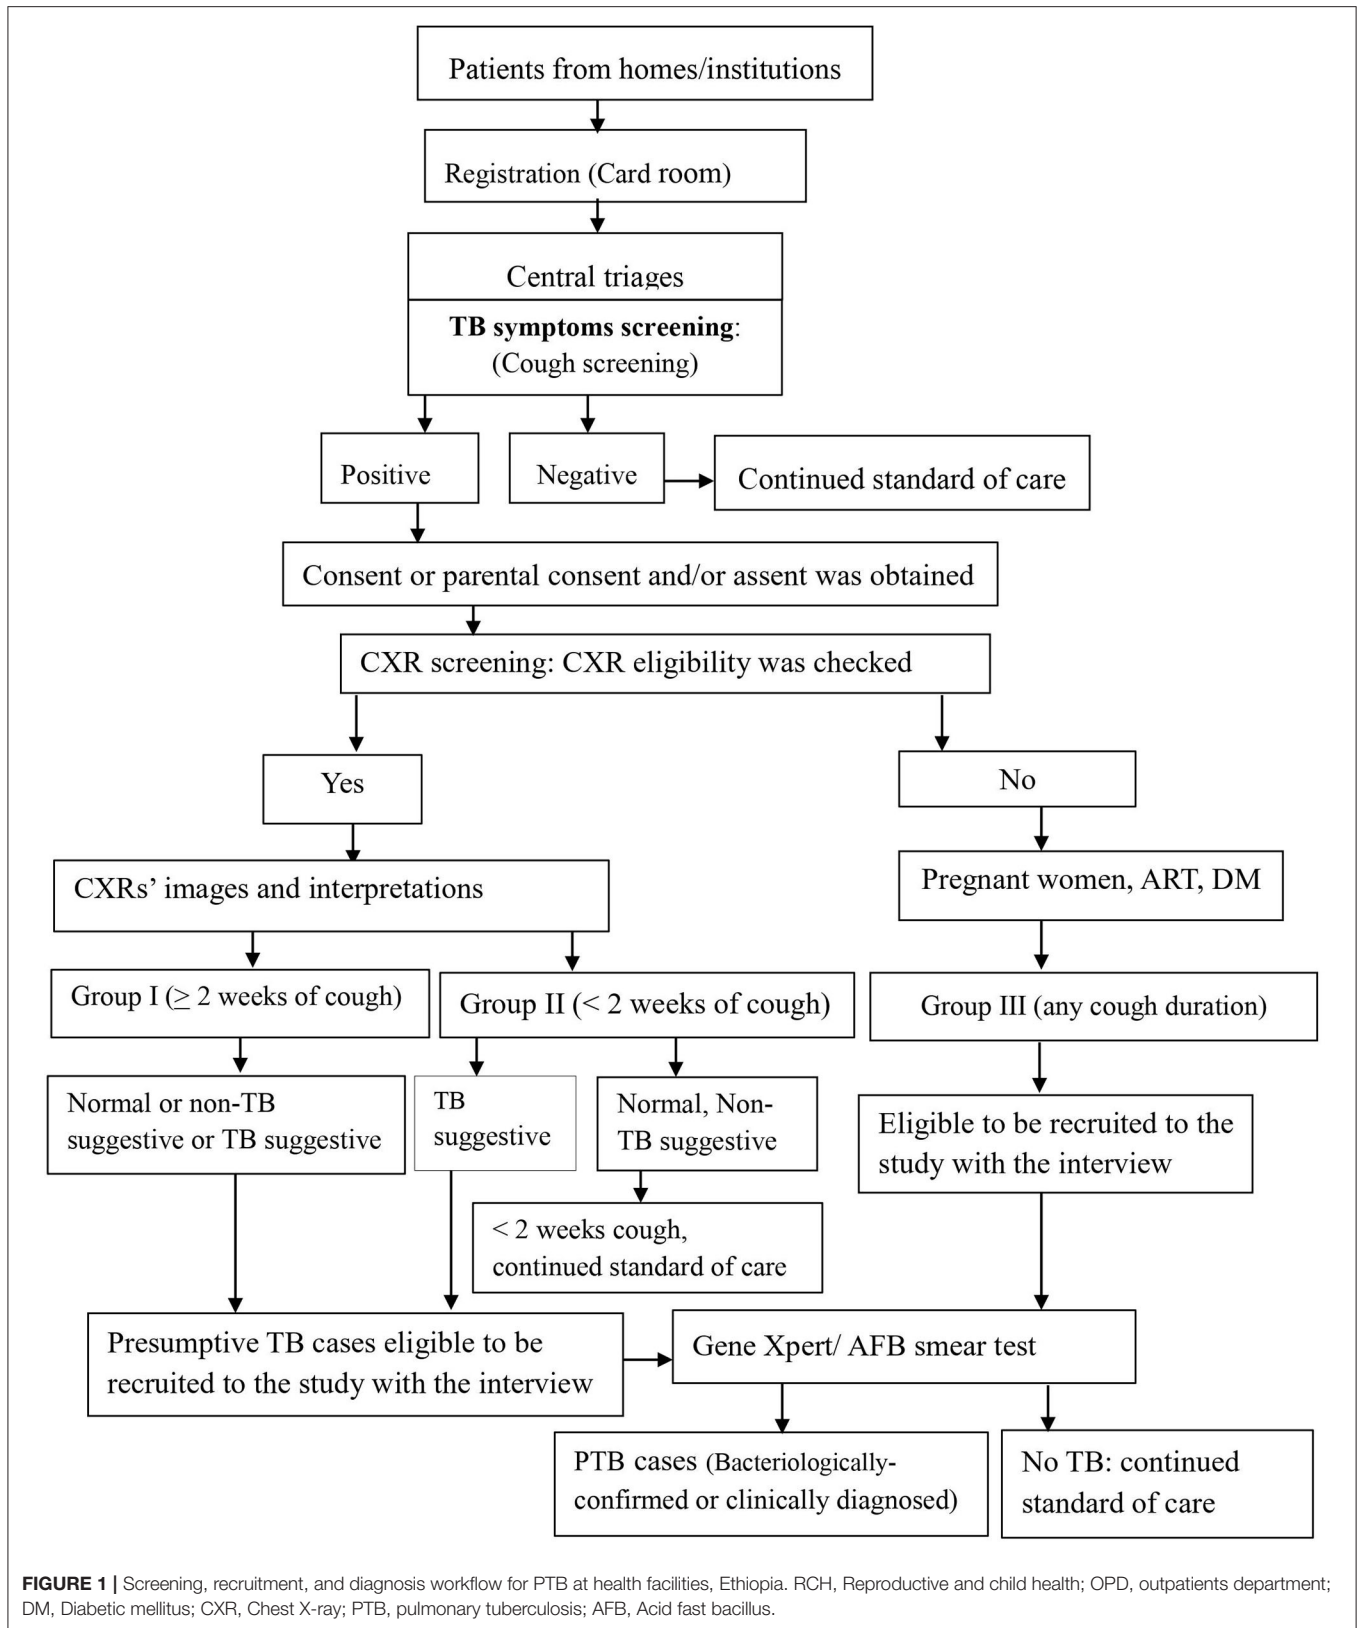 Patients from homes/institutions
Registration (Card room)
Central triages
TB symptoms screening:
(Cough screening)
Positive
Negative
Continued standard of care
Consent or parental consent and/or assent was obtained
CXR screening: CXR eligibility was checked
Yes
No
CXRs’ images and interpretations
Pregnant women, ART, DM
Group I (≥ 2 weeks of cough)
Group II (< 2 weeks of cough)
Group III (any cough duration)
Normal or non-TB
suggestive or TB suggestive
TB
suggestive
Normal, Non-
TB suggestive
Eligible to be recruited to the
study with the interview
< 2 weeks cough,
continued standard of care
Presumptive TB cases eligible to be
recruited to the study with the interview
Gene Xpert/ AFB smear test
PTB cases (Bacteriologically-
confirmed or clinically diagnosed)
No TB: continued
standard of care
FIGURE 1 | Screening, recruitment, and diagnosis workflow for PTB at health facilities, Ethiopia. RCH, Reproductive and child health; OPD, outpatients department;
DM, Diabetic mellitus; CXR, Chest X-ray; PTB, pulmonary tuberculosis; AFB, Acid fast bacillus.